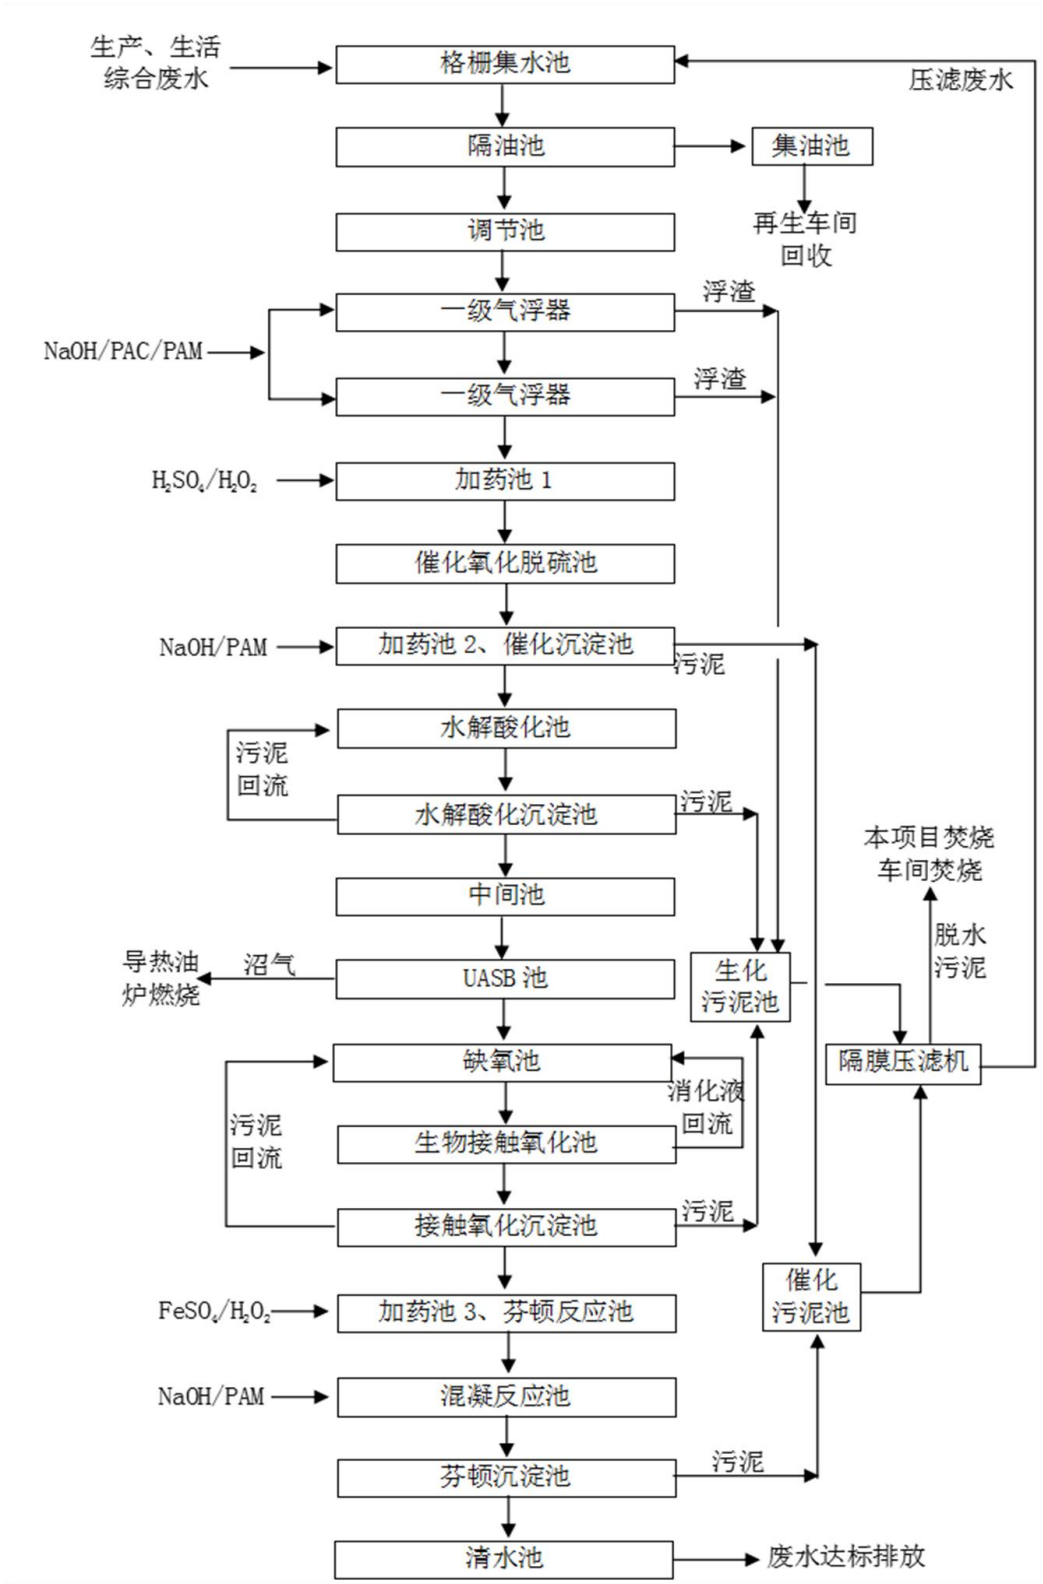 生产、生活
综合废水
格栅集水池
压滤废水
隔油池
集油池
再生车间
回收
调节池
一级气浮器
浮渣
NaOH/PAC/PAM
一级气浮器
浮渣
H₂SO₄/H₂O₂
加药池 1
催化氧化脱硫池
NaOH/PAM
加药池 2、催化沉淀池
污泥
水解酸化池
污泥
回流
水解酸化沉淀池
污泥
本项目焚烧
车间焚烧
中间池
脱水
污泥
导热油
炉燃烧
沼气
UASB 池
生化
污泥池
缺氧池
隔膜压滤机
消化液
回流
污泥
回流
生物接触氧化池
接触氧化沉淀池
污泥
催化
污泥池
FeSO₄/H₂O₂
加药池 3、芬顿反应池
NaOH/PAM
混凝反应池
芬顿沉淀池
污泥
清水池
废水达标排放